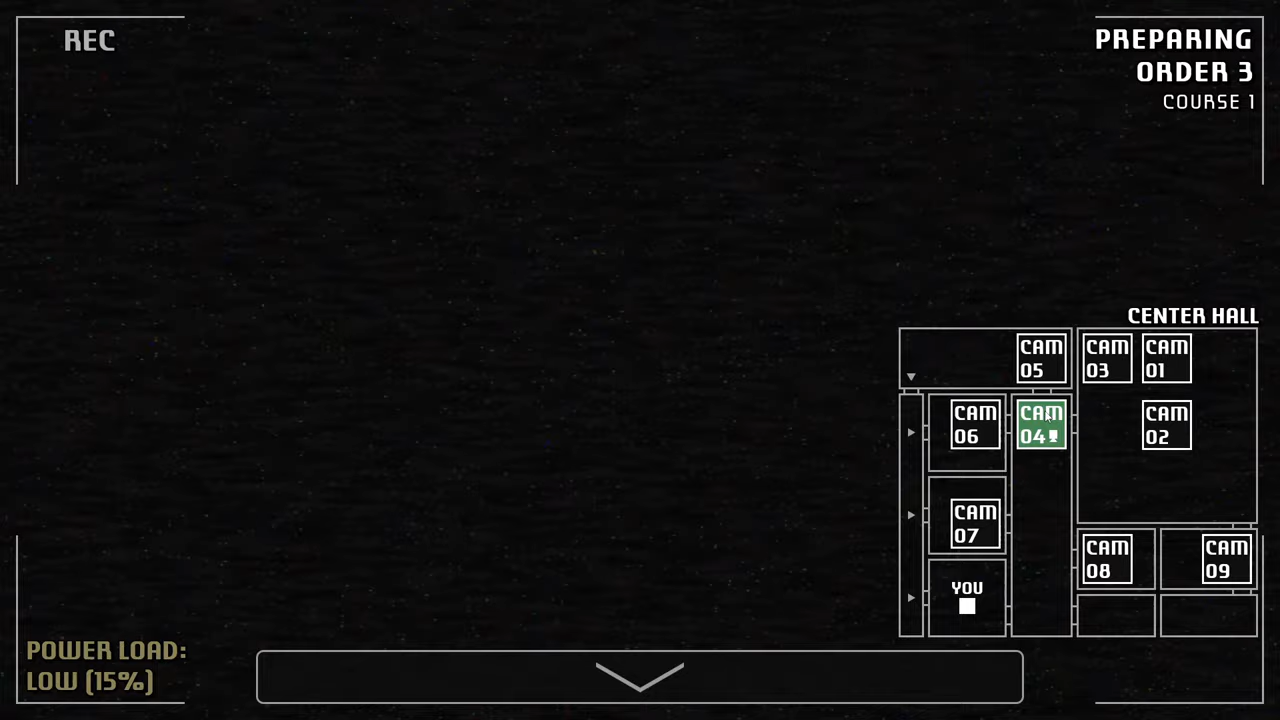 REC
PREPARING
ORDER 3
COURSE 1
CENTER HALL
CAM
05
CAM
03
CAM
01
CAM
06
CAM
04
CAM
02
CAM
07
CAM
08
CAM
09
YOU
POWER LOAD:
LOW (15%)